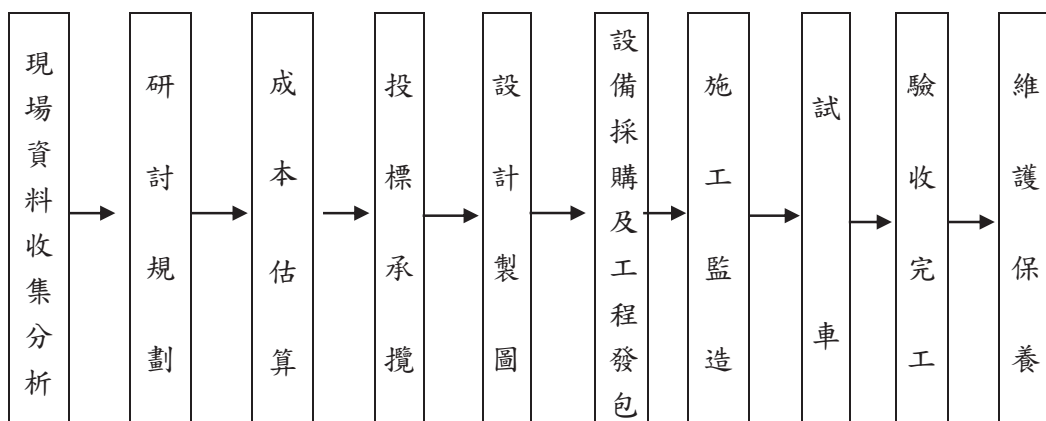 現場資料收集分析
研討規劃
成本估算
投標承攬
設計製圖
設備採購及工程發包
施工監造
試車
驗收完工
維護保養